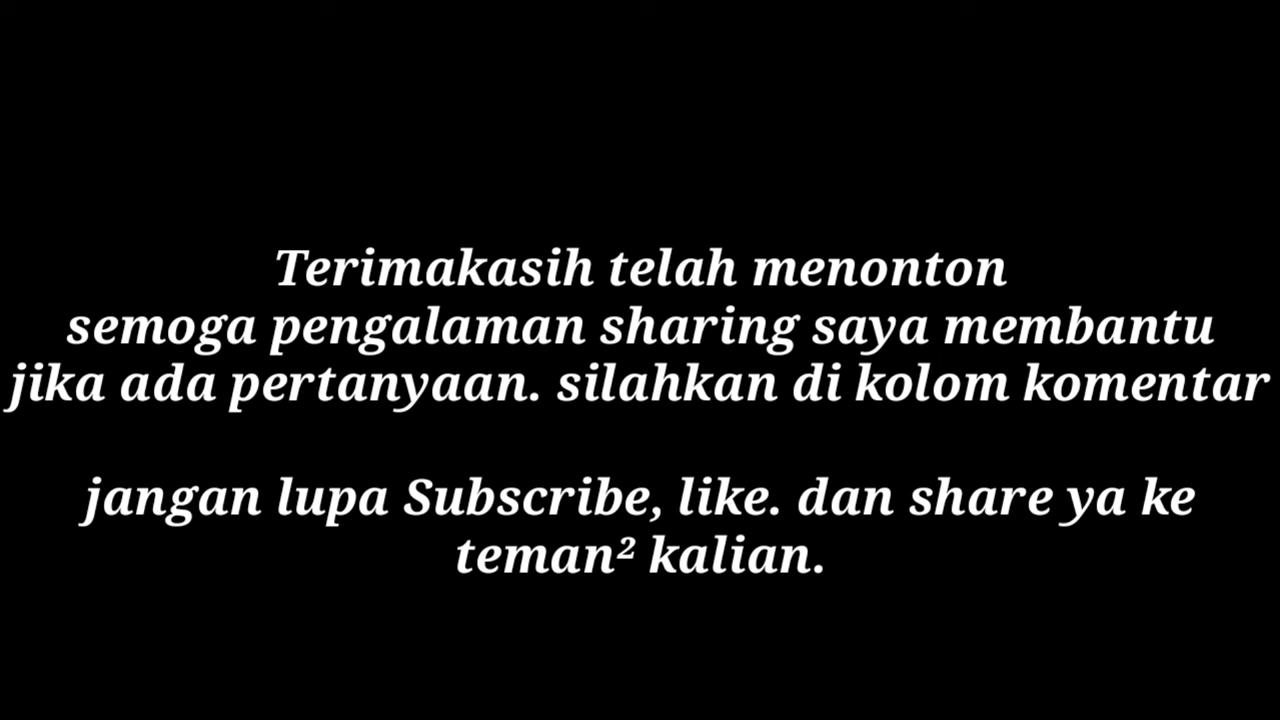 Terimakasih telah menonton
semoga pengalaman sharing saya membantu
jika ada pertanyaan. silahkan di kolom komentar
jangan lupa Subscribe, like. dan share ya ke
teman² kalian.